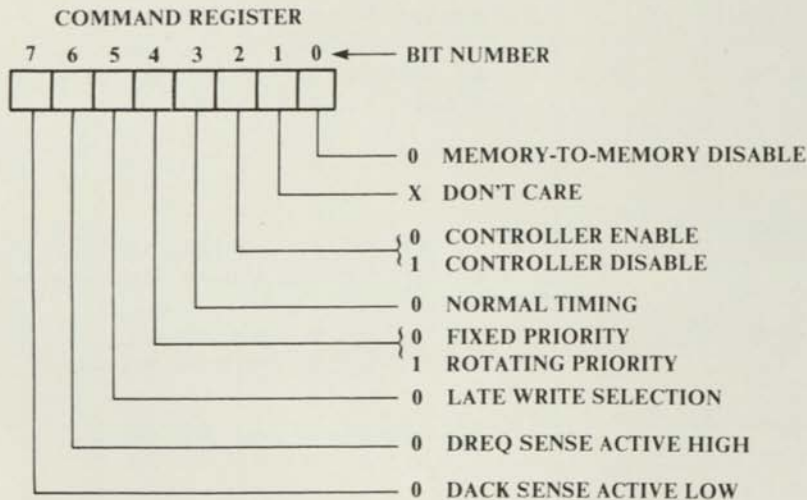 COMMAND REGISTER
7 6 5 4 3 2 1 0 BIT NUMBER
0 MEMORY-TO-MEMORY DISABLE
X DON'T CARE
0 CONTROLLER ENABLE
1 CONTROLLER DISABLE
0 NORMAL TIMING
0 FIXED PRIORITY
1 ROTATING PRIORITY
0 LATE WRITE SELECTION
0 DREQ SENSE ACTIVE HIGH
0 DACK SENSE ACTIVE LOW